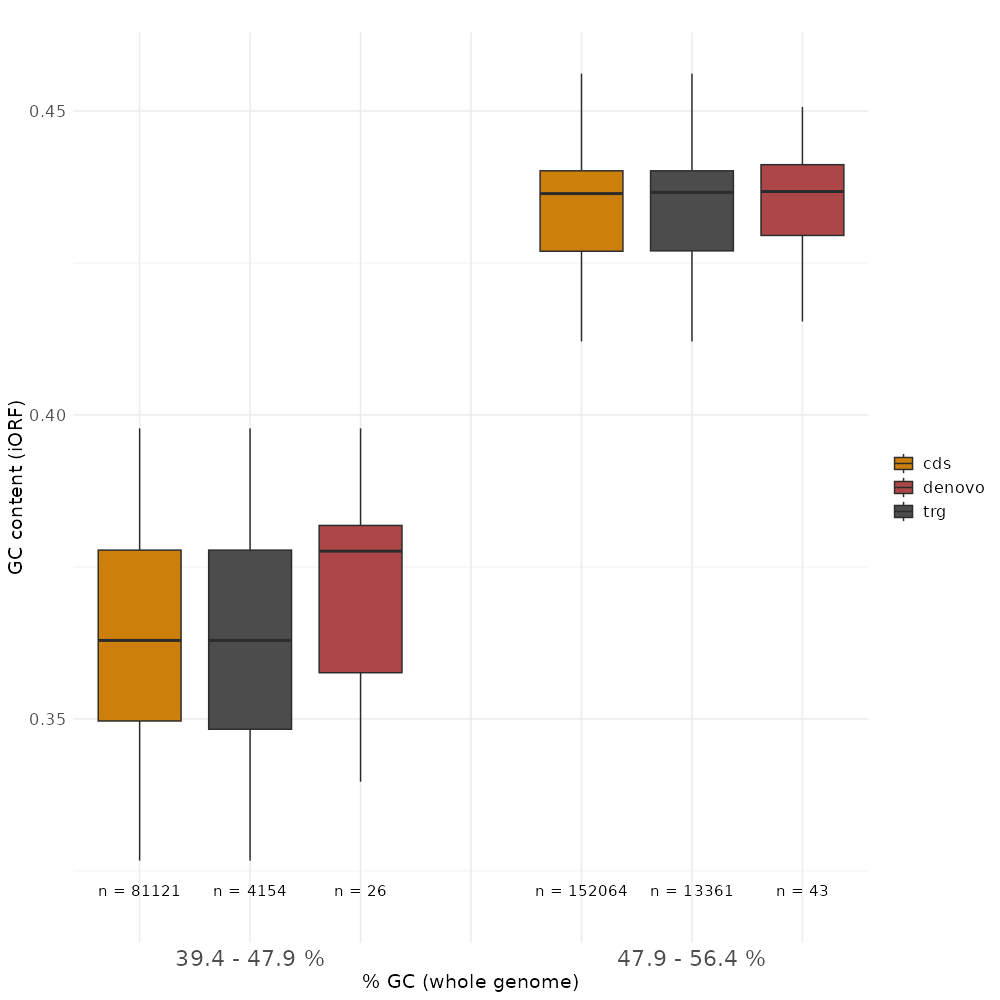 0.45
0.40
0.35
GC content (iORF)
n = 81121
n = 4154
n = 26
n = 152064
n = 13361
n = 43
39.4 - 47.9 %
47.9 - 56.4 %
% GC (whole genome)
cds
denovo
trg